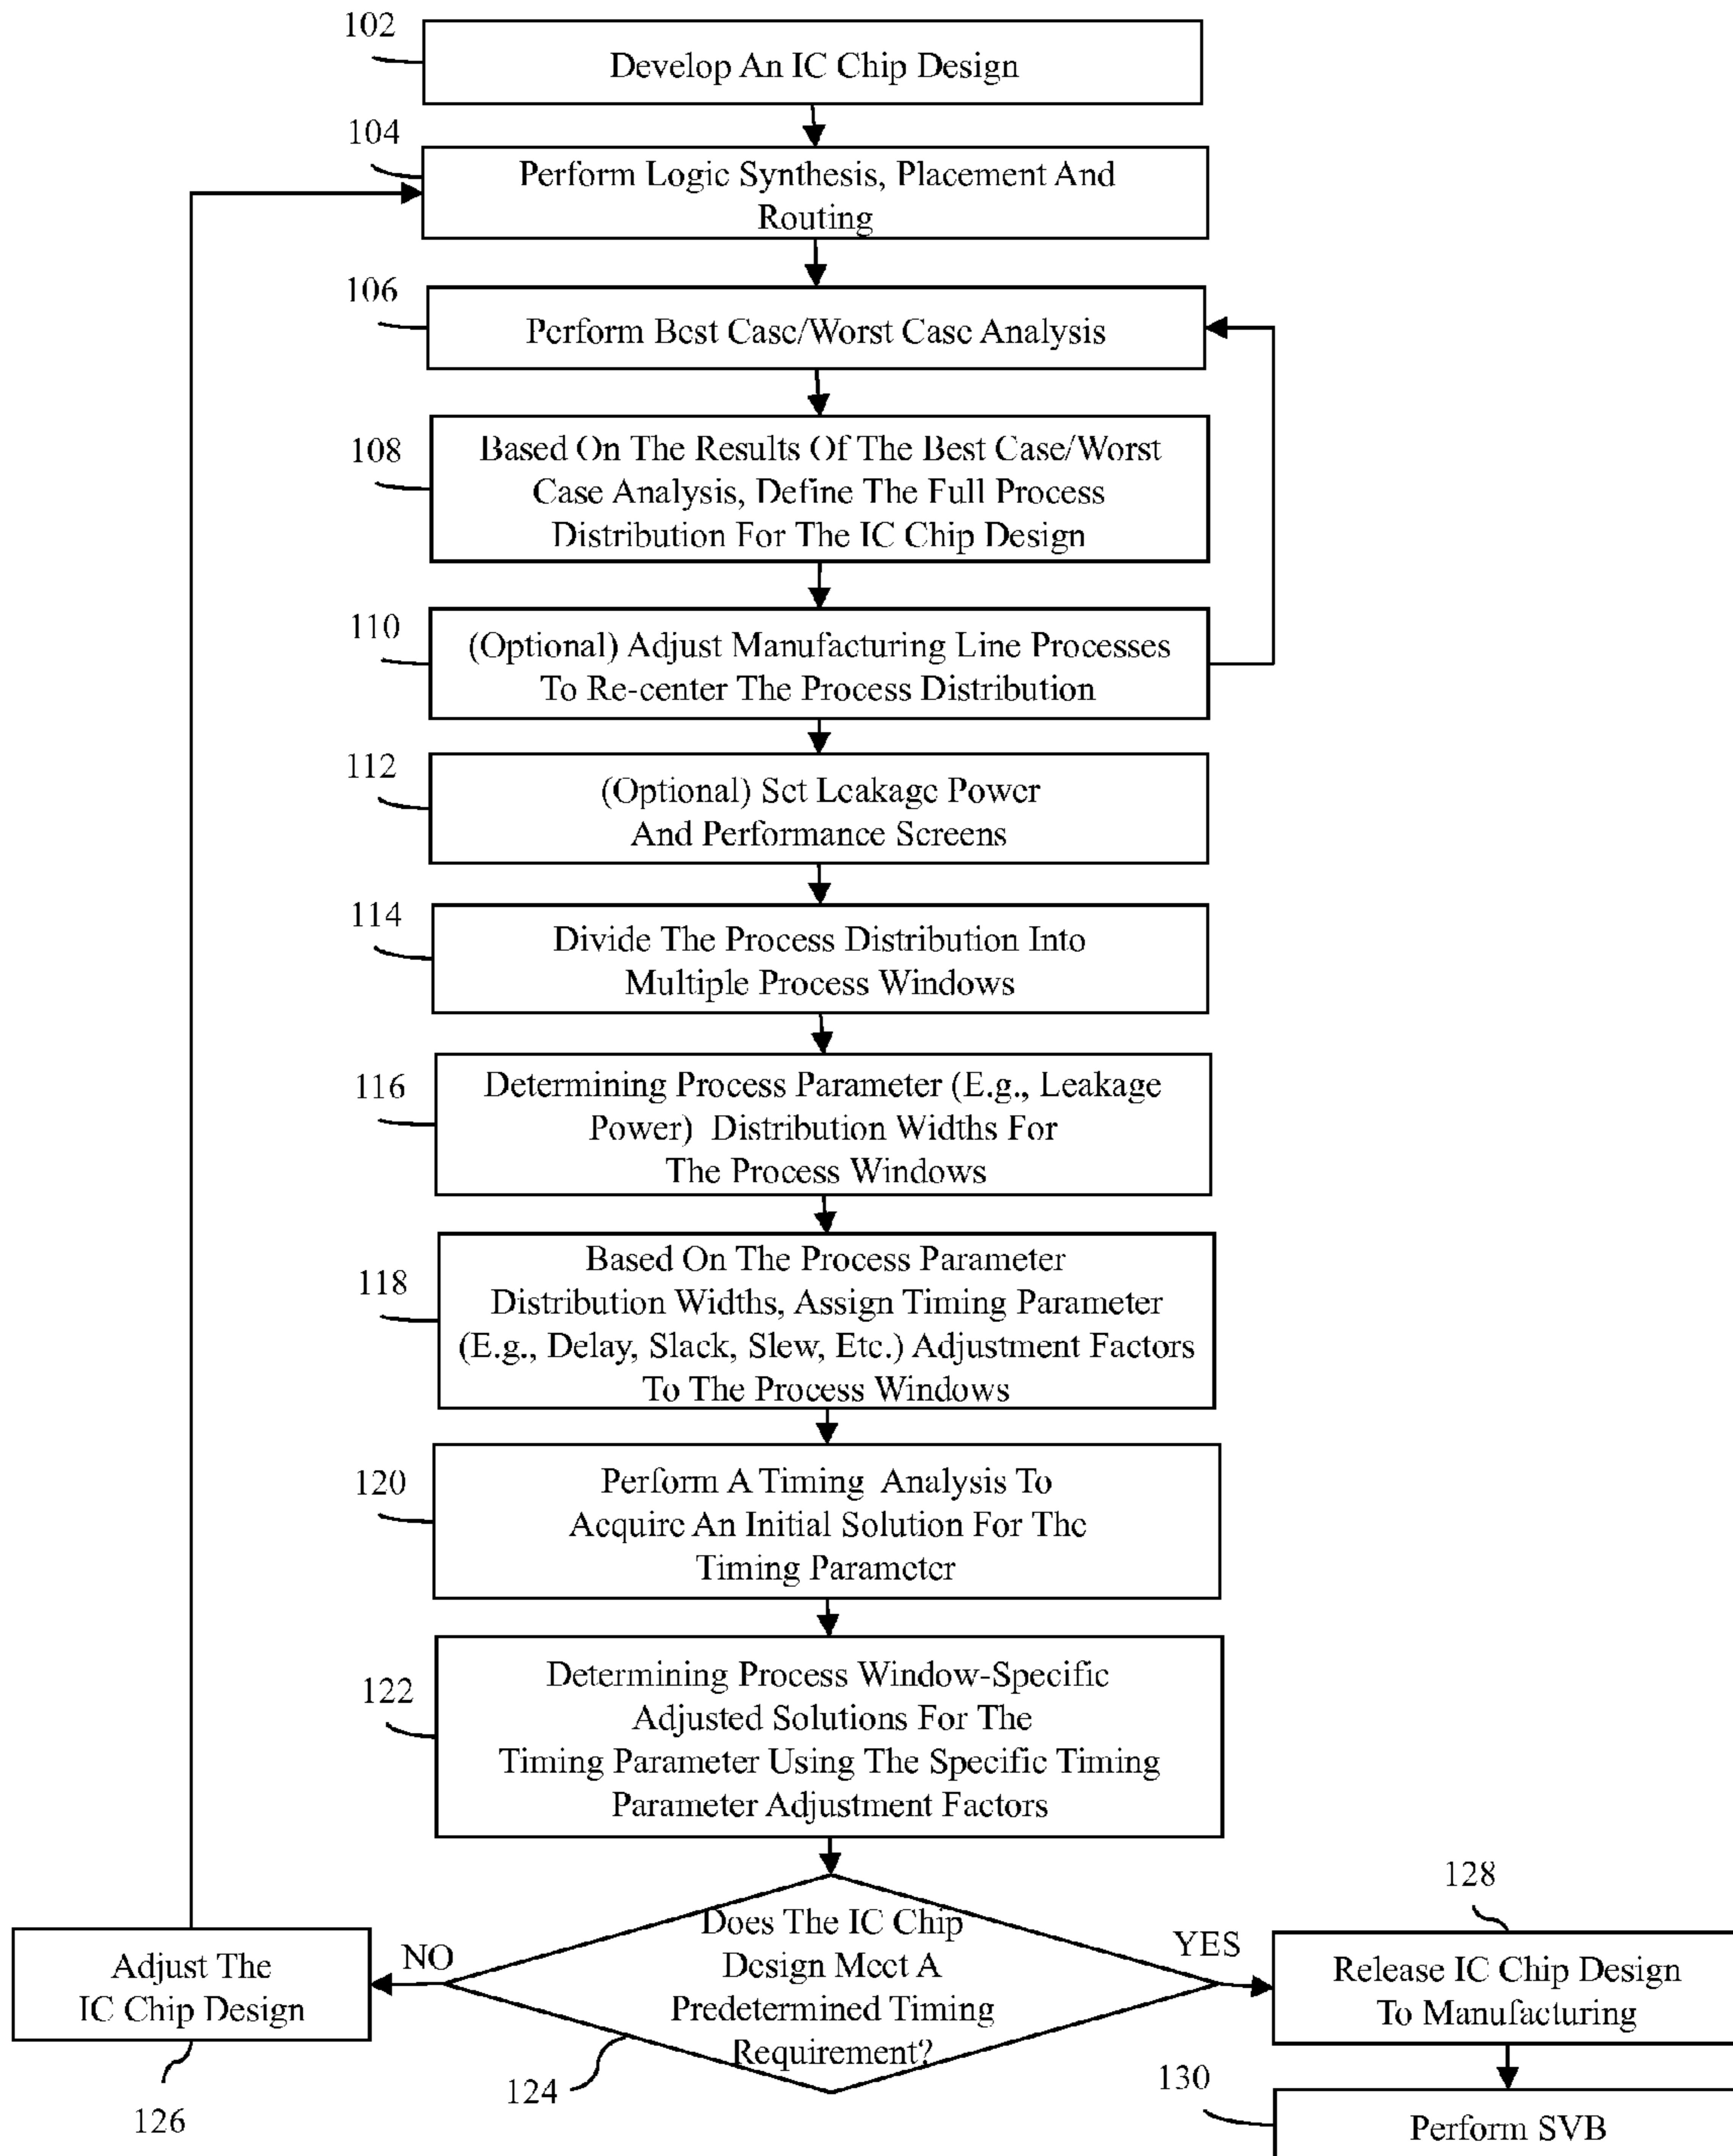 102
Develop An IC Chip Design
104
Perform Logic Synthesis, Placement And
Routing
106
Perform Best Case/Worst Case Analysis
108
Based On The Results Of The Best Case/Worst
Case Analysis, Define The Full Process
Distribution For The IC Chip Design
110
(Optional) Adjust Manufacturing Line Processes
To Re-center The Process Distribution
112
(Optional) Set Leakage Power
And Performance Screens
114
Divide The Process Distribution Into
Multiple Process Windows
116
Determining Process Parameter (E.g., Leakage
Power) Distribution Widths For
The Process Windows
118
Based On The Process Parameter
Distribution Widths, Assign Timing Parameter
(E.g., Delay, Slack, Slew, Etc.) Adjustment Factors
To The Process Windows
120
Perform A Timing Analysis To
Acquire An Initial Solution For The
Timing Parameter
122
Determining Process Window-Specific
Adjusted Solutions For The
Timing Parameter Using The Specific Timing
Parameter Adjustment Factors
124
Does The IC Chip
Design Meet A
Predetermined Timing
Requirement?
NO
YES
Adjust The
IC Chip Design
126
128
Release IC Chip Design
To Manufacturing
130
Perform SVB